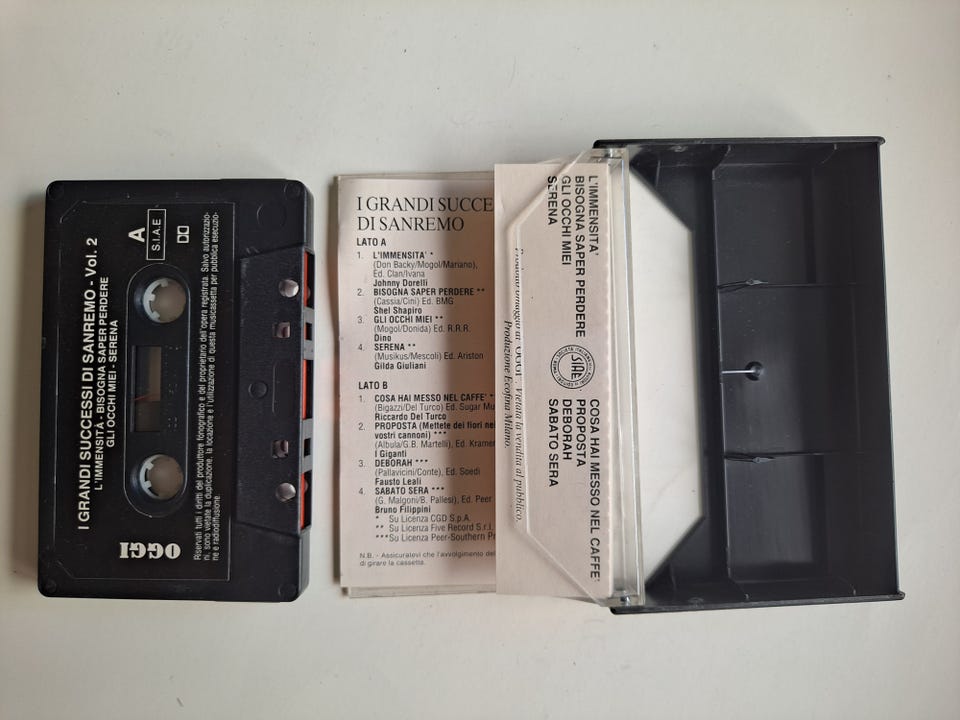 I GRANDI SUCCESSI DI SANREMO - Vol. 2
L'IMMENSITÀ - BISOGNA SAPER PERDERE
GLI OCCHI MIEI - SERENA
A
S.I.A.E
OGGI
Riservati tutti i diritti del produttore fonografico e del proprietario dell'opera registrata. Salvo autorizzazio-
ni, sono vietate la duplicazione, la locazione e l'utilizzazione di questa musicassetta per pubblica esecuzio-
ne e radiodiffusione.
I GRANDI SUCCE
DI SANREMO
LATO A
1. L'IMMENSITA' *
(Don Backy/Mogol/Mariano),
Ed. Clan/Ivana
Johnny Dorelli
2. BISOGNA SAPER PERDERE **
(Cassia/Cini) Ed. BMG
Shel Shapiro
3. GLI OCCHI MIEI **
(Mogol/Donida) Ed. R.R.R.
Dino
4. SERENA **
(Musikus/Mescoli) Ed. Ariston
Gilda Giuliani
LATO B
1. COSA HAI MESSO NEL CAFFE' *
(Bigazzi/Del Turco) Ed. Sugar Mu
Riccardo Del Turco
2. PROPOSTA (Mettete dei fiori nei
vostri cannoni) ***
(Albula/G.B. Martelli), Ed. Kramer
I Giganti
3. DEBORAH ***
(Pallavicini/Conte), Ed. Soedi
Fausto Leali
4. SABATO SERA ***
(G. Malgoni/B. Pallesi), Ed. Peer
Bruno Filippini
* Su Licenza CGD S.p.A.
** Su Licenza Five Record S.r.l.
*** Su Licenza Peer-Southern Pr
N.B. - Assicuratevi che l'avvolgimento del
di girare la cassetta.
L'IMMENSITA'
BISOGNA SAPER PERDERE
GLI OCCHI MIEI
SERENA
SIAE
COSA HAI MESSO NEL CAFFE'
PROPOSTA
DEBORAH
SABATO SERA
omaggio di "OGGI". Vietata la vendita al pubblico.
Produzione Ecofina Milano.